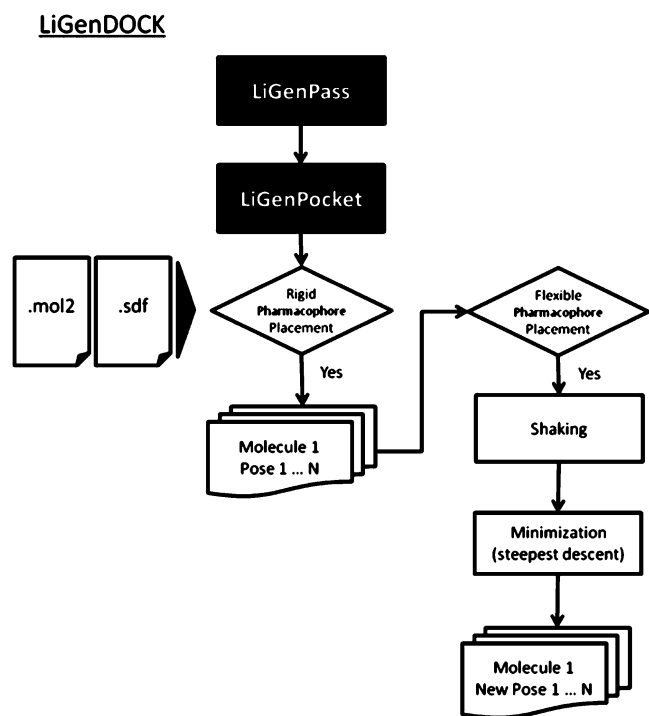 LiGenDOCK
LiGenPass
LiGenPocket
.mol2
.sdf
Rigid
Pharmacophore
Placement
Yes
Molecule 1
Pose 1 ... N
Flexible
Pharmacophore
Placement
Yes
Shaking
Minimization
(steepest descent)
Molecule 1
New Pose 1 ... N